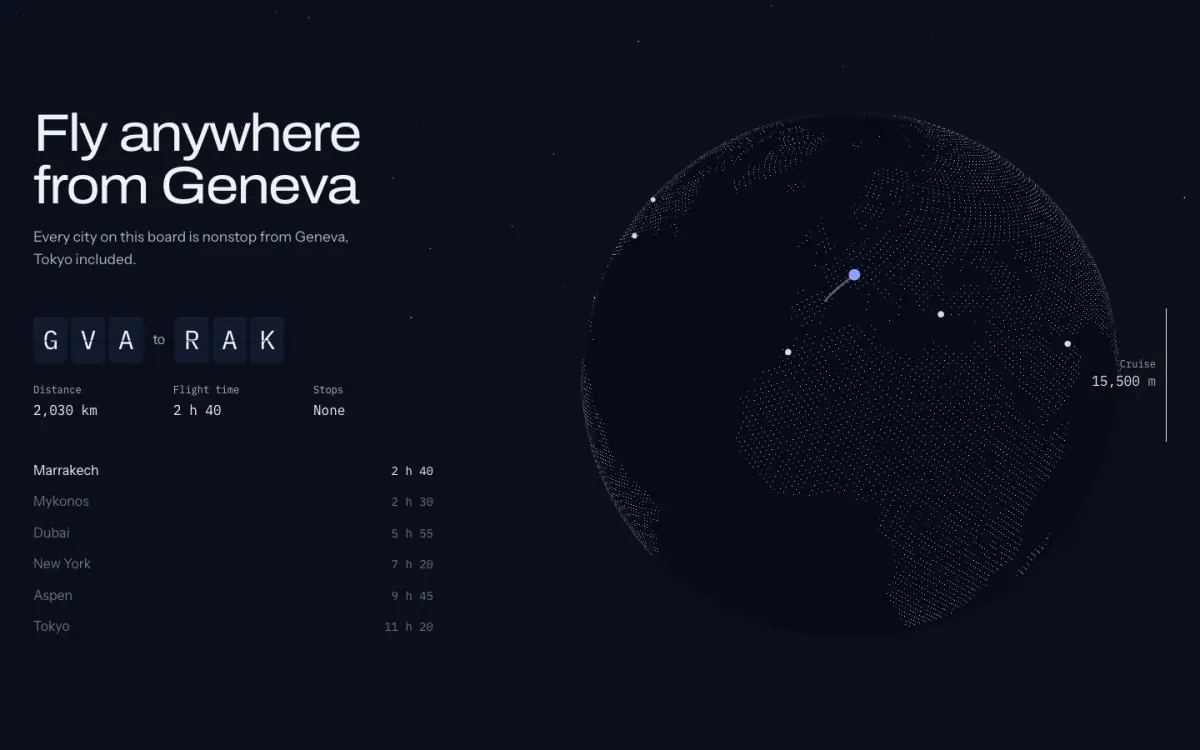 Fly anywhere
from Geneva
Every city on this board is nonstop from Geneva,
Tokyo included.
G V A to R A K
Distance Flight time Stops
2,030 km 2 h 40 None
Cruise
15,500 m
Marrakech 2 h 40
Mykonos 2 h 30
Dubai 5 h 55
New York 7 h 20
Aspen 9 h 45
Tokyo 11 h 20